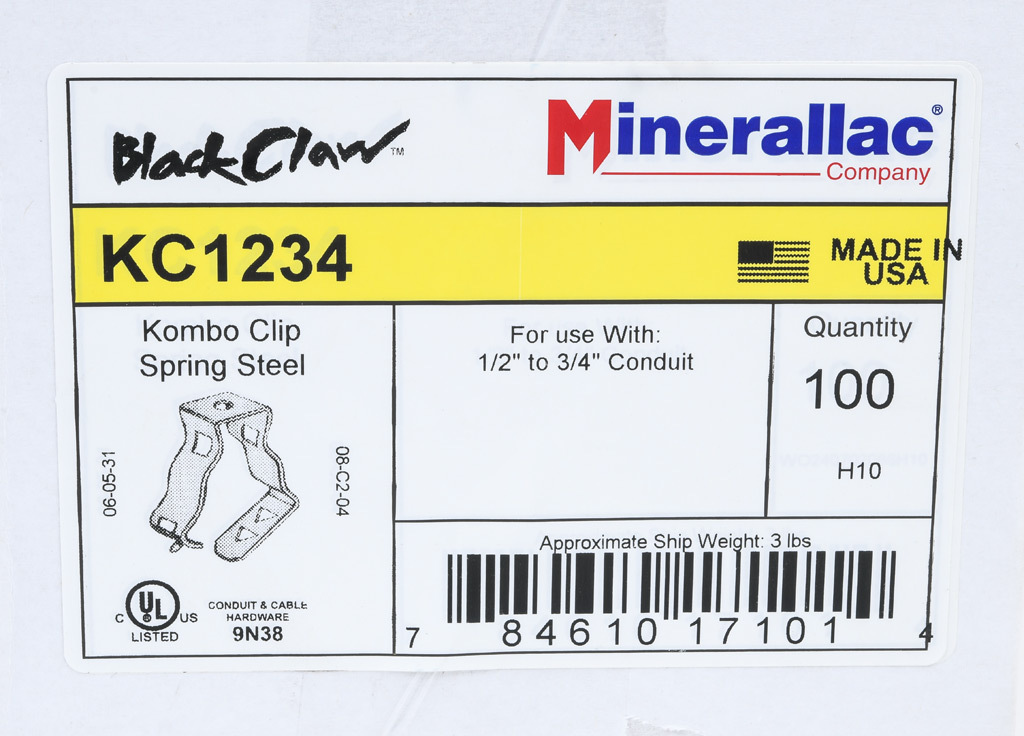 Black Claw™
Minerallac®
Company
KC1234
MADE IN
USA
Kombo Clip
Spring Steel
06-05-31
08-C2-04
For use With:
1/2" to 3/4" Conduit
Quantity
100
H10
C UL ® US
LISTED
CONDUIT & CABLE
HARDWARE
9N38
Approximate Ship Weight: 3 lbs
7 84610 17101 4